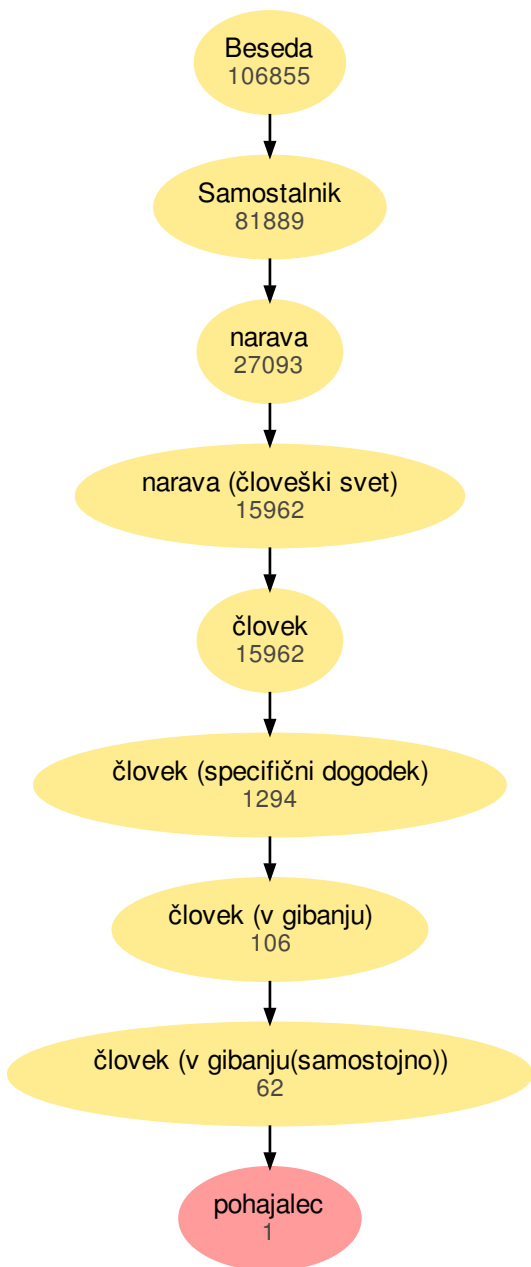 Beseda
106855
Samostalnik
81889
narava
27093
narava (človeški svet)
15962
človek
15962
človek (specifični dogodek)
1294
človek (v gibanju)
106
človek (v gibanju(samostojno))
62
pohajalec
1